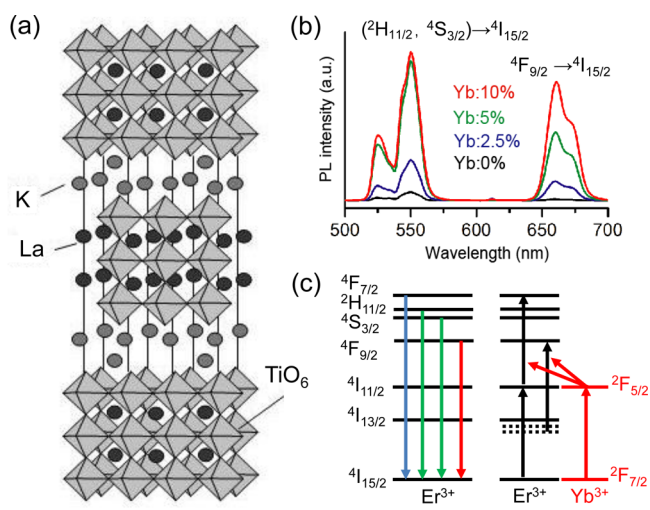 (a)
K
La
TiO₆
(b)
(²H₁₁/₂, ⁴S₃/₂)→⁴I₁₅/₂
⁴F₉/₂ →⁴I₁₅/₂
Yb:10%
Yb:5%
Yb:2.5%
Yb:0%
PL intensity (a.u.)
500 550 600 650 700
Wavelength (nm)
(c)
⁴F₇/₂
²H₁₁/₂
⁴S₃/₂
⁴F₉/₂
⁴I₁₁/₂
⁴I₁₃/₂
⁴I₁₅/₂
²F₅/₂
²F₇/₂
Er³⁺ Er³⁺ Yb³⁺